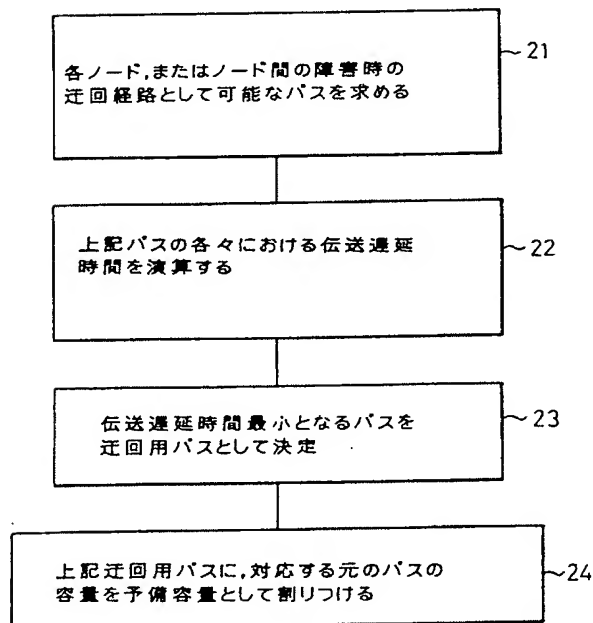 各ノード,またはノード間の障害時の
迂回経路として可能なパスを求める
21
上記パスの各々における伝送遅延
時間を演算する
22
伝送遅延時間最小となるパスを
迂回用パスとして決定
23
上記迂回用パスに,対応する元のパスの
容量を予備容量として割りつける
24